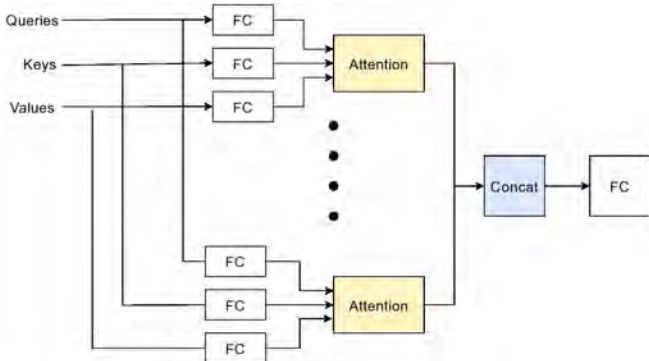 Queries
FC
Keys
FC
Attention
Values
FC
Concat
FC
FC
FC
Attention
FC